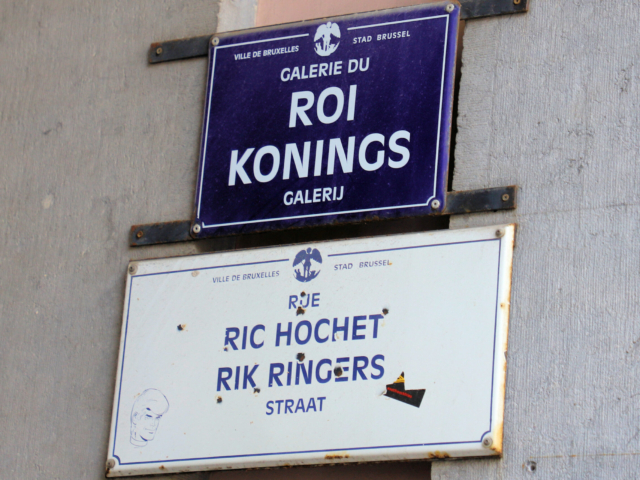 VILLE DE BRUXELLES STAD BRUSSEL
GALERIE DU
ROI
KONINGS
GALERIJ
VILLE DE BRUXELLES STAD BRUSSEL
RUE
RIC HOCHET
RIK RINGERS
STRAAT